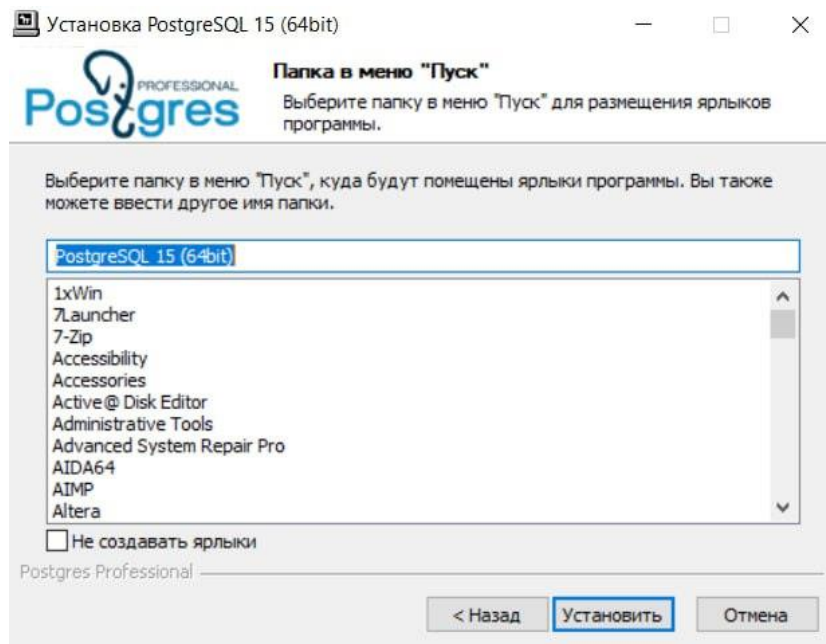 Установка PostgreSQL 15 (64bit)
PROFESSIONAL
Postgres
Папка в меню "Пуск"
Выберите папку в меню "Пуск" для размещения ярлыков
программы.
Выберите папку в меню "Пуск", куда будут помещены ярлыки программы. Вы также
можете ввести другое имя папки.
PostgreSQL 15 (64bit)
1xWin
7Launcher
7-Zip
Accessibility
Accessories
Active@ Disk Editor
Administrative Tools
Advanced System Repair Pro
AIDA64
AIMP
Altera
Не создавать ярлыки
Postgres Professional
< Назад Установить Отмена